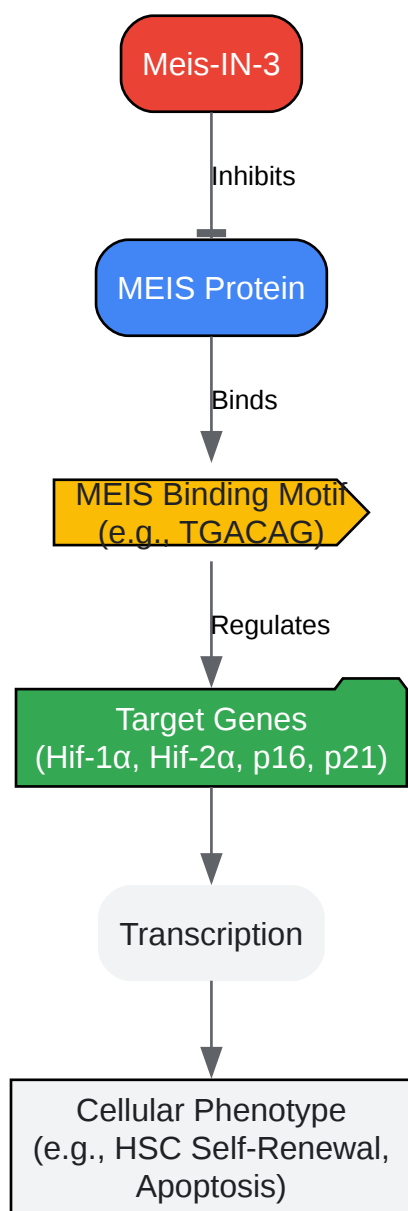 Meis-IN-3
Inhibits
MEIS Protein
Binds
MEIS Binding Motif
(e.g., TGACAG)
Regulates
Target Genes
(Hif-1α, Hif-2α, p16, p21)
Transcription
Cellular Phenotype
(e.g., HSC Self-Renewal,
Apoptosis)